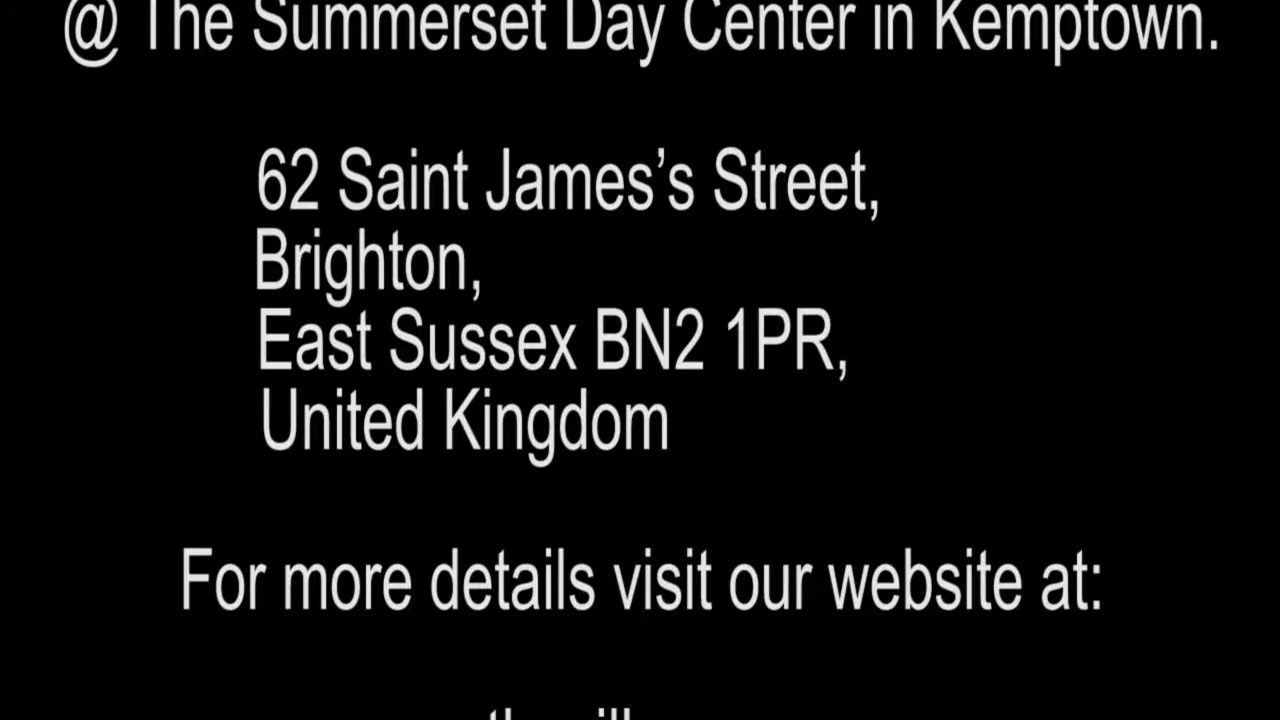 @ The Summerset Day Center in Kemptown.
62 Saint James’s Street,
Brighton,
East Sussex BN2 1PR,
United Kingdom
For more details visit our website at: